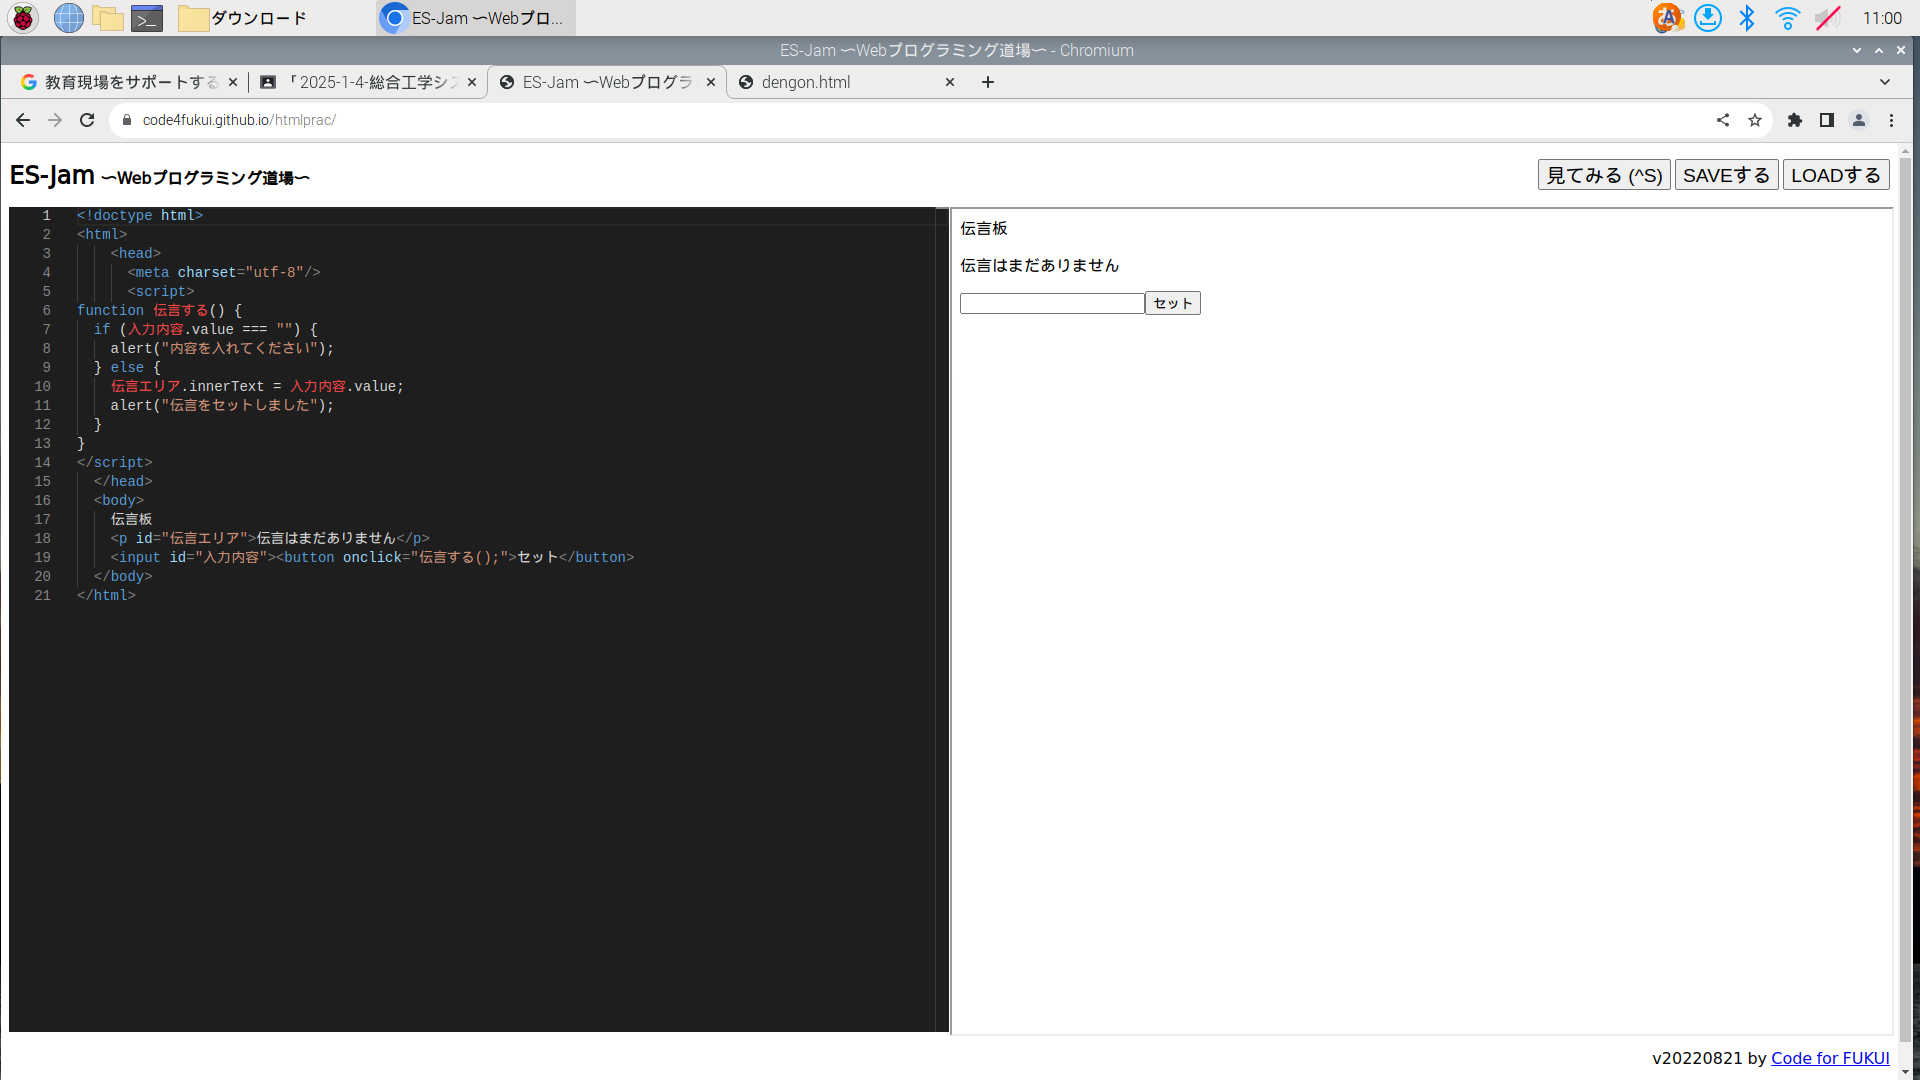 ダウンロード
ES-Jam ～Webプロ...
11:00
ES-Jam ～Webプログラミング道場～ - Chromium
教育現場をサポートする
「2025-1-4-総合工学シス
ES-Jam ～Webプログラ
dengon.html
code4fukui.github.io/htmlprac/
ES-Jam ～Webプログラミング道場～
見てみる (^S)
SAVEする
LOADする
1 <!doctype html>
2 <html>
3 <head>
4 <meta charset="utf-8"/>
5 <script>
6 function 伝言する() {
7 if (入力内容.value === "") {
8 alert("内容を入れてください");
9 } else {
10 伝言エリア.innerText = 入力内容.value;
11 alert("伝言をセットしました");
12 }
13 }
14 </script>
15 </head>
16 <body>
17 伝言板
18 <p id="伝言エリア">伝言はまだありません</p>
19 <input id="入力内容"><button onclick="伝言する();">セット</button>
20 </body>
21 </html>
伝言板
伝言はまだありません
セット
v20220821 by Code for FUKUI